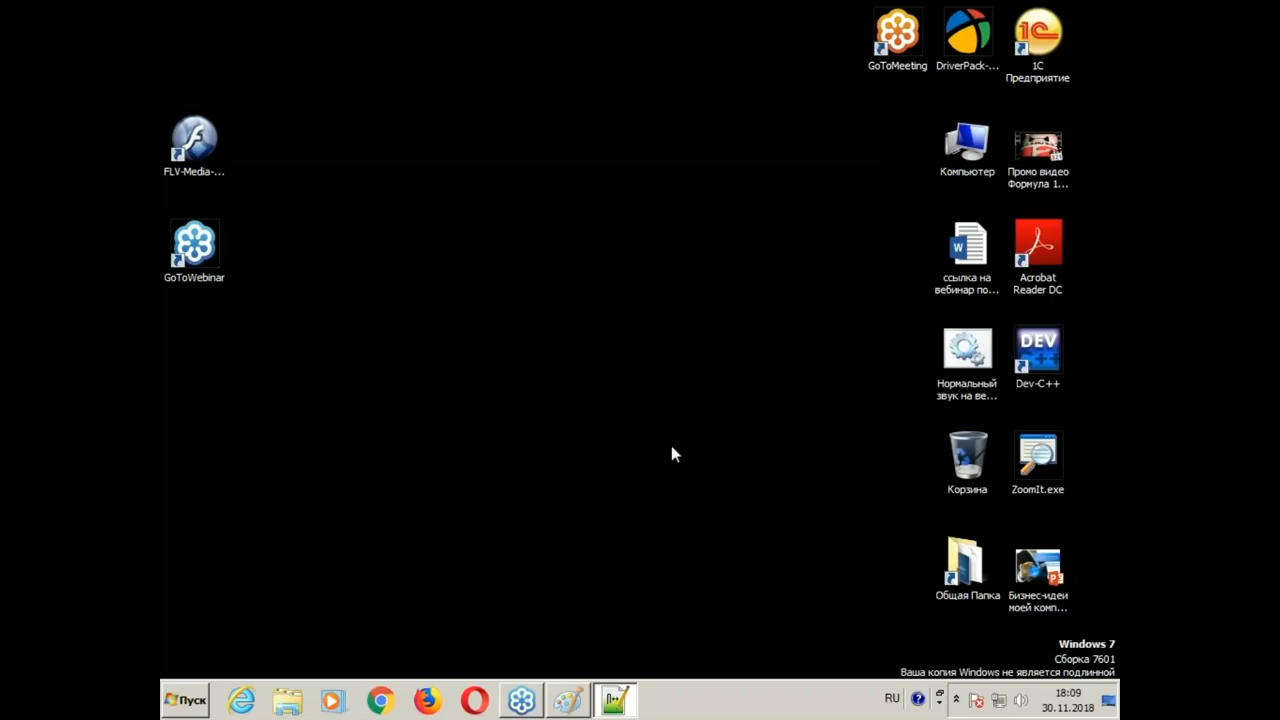 GoToMeeting
DriverPack-...
1C
Предприятие
FLV-Media-...
Компьютер
Промо видео
Формула 1...
GoToWebinar
W
ссылка на
вебинар по...
Acrobat
Reader DC
DEV
C++
Нормальный
звук на ве...
Dev-C++
Корзина
ZoomIt.exe
Общая Папка
Бизнес-идеи
моей комп...
Windows 7
Сборка 7601
Ваша копия Windows не является подлинной
Пуск
RU
18:09
30.11.2018